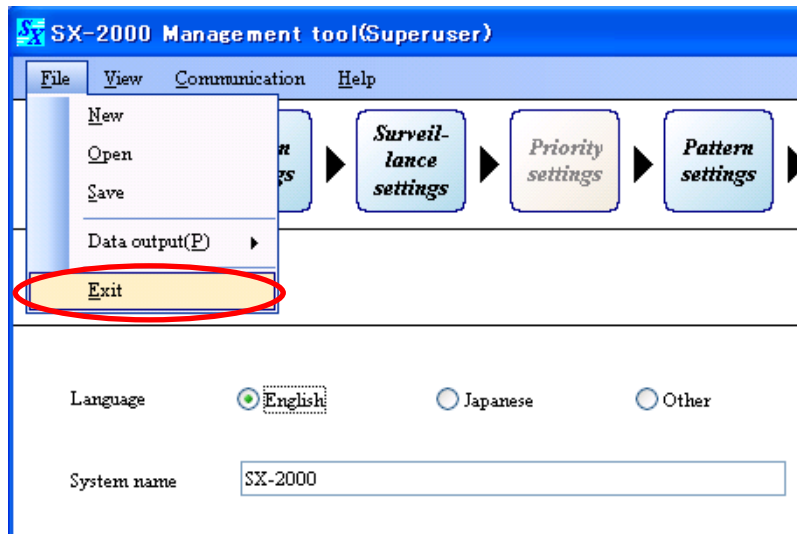 SX SX-2000 Management tool(Superuser)
File View Communication Help
New
Open
Save
Data output(P)
Exit
Surveil-
lance
settings
Priority
settings
Pattern
settings
Language English Japanese Other
System name SX-2000